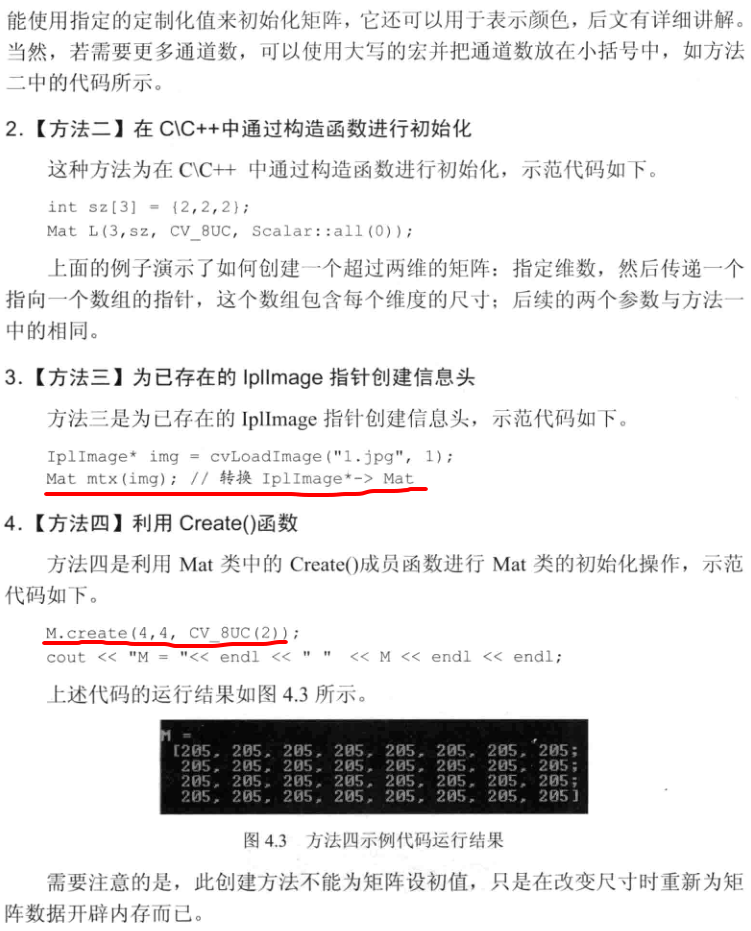 能使用指定的定制化值来初始化矩阵，它还可以用于表示颜色，后文有详细讲解。
当然，若需要更多通道数，可以使用大写的宏并把通道数放在小括号中，如方法
二中的代码所示。
2．【方法二】在 C\C++中通过构造函数进行初始化
这种方法为在 C\C++ 中通过构造函数进行初始化，示范代码如下。
int sz[3] = {2,2,2};
Mat L(3,sz, CV_8UC, Scalar::all(0));
上面的例子演示了如何创建一个超过两维的矩阵：指定维数，然后传递一个
指向一个数组的指针，这个数组包含每个维度的尺寸；后续的两个参数与方法一
中的相同。
3．【方法三】为已存在的 IplImage 指针创建信息头
方法三是为已存在的 IplImage 指针创建信息头，示范代码如下。
IplImage* img = cvLoadImage("1.jpg", 1);
Mat mtx(img); // 转换 IplImage*-> Mat
4．【方法四】利用 Create()函数
方法四是利用 Mat 类中的 Create()成员函数进行 Mat 类的初始化操作，示范
代码如下。
M.create(4,4, CV_8UC(2));
cout << "M = "<< endl << " " << M << endl << endl;
上述代码的运行结果如图 4.3 所示。
M =
[205, 205, 205, 205, 205, 205, 205, 205;
205, 205, 205, 205, 205, 205, 205, 205;
205, 205, 205, 205, 205, 205, 205, 205;
205, 205, 205, 205, 205, 205, 205, 205]
图 4.3 方法四示例代码运行结果
需要注意的是，此创建方法不能为矩阵设初值，只是在改变尺寸时重新为矩
阵数据开辟内存而已。